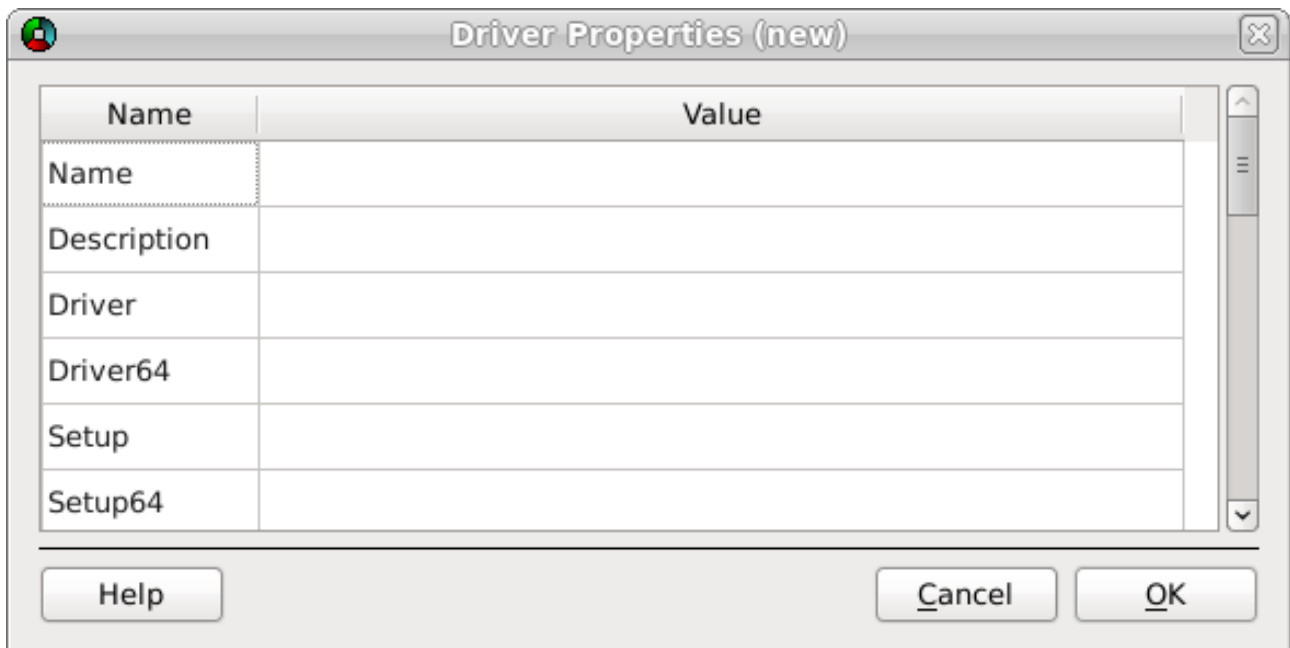 Driver Properties (new)
Name Value
Name
Description
Driver
Driver64
Setup
Setup64
Help Cancel OK